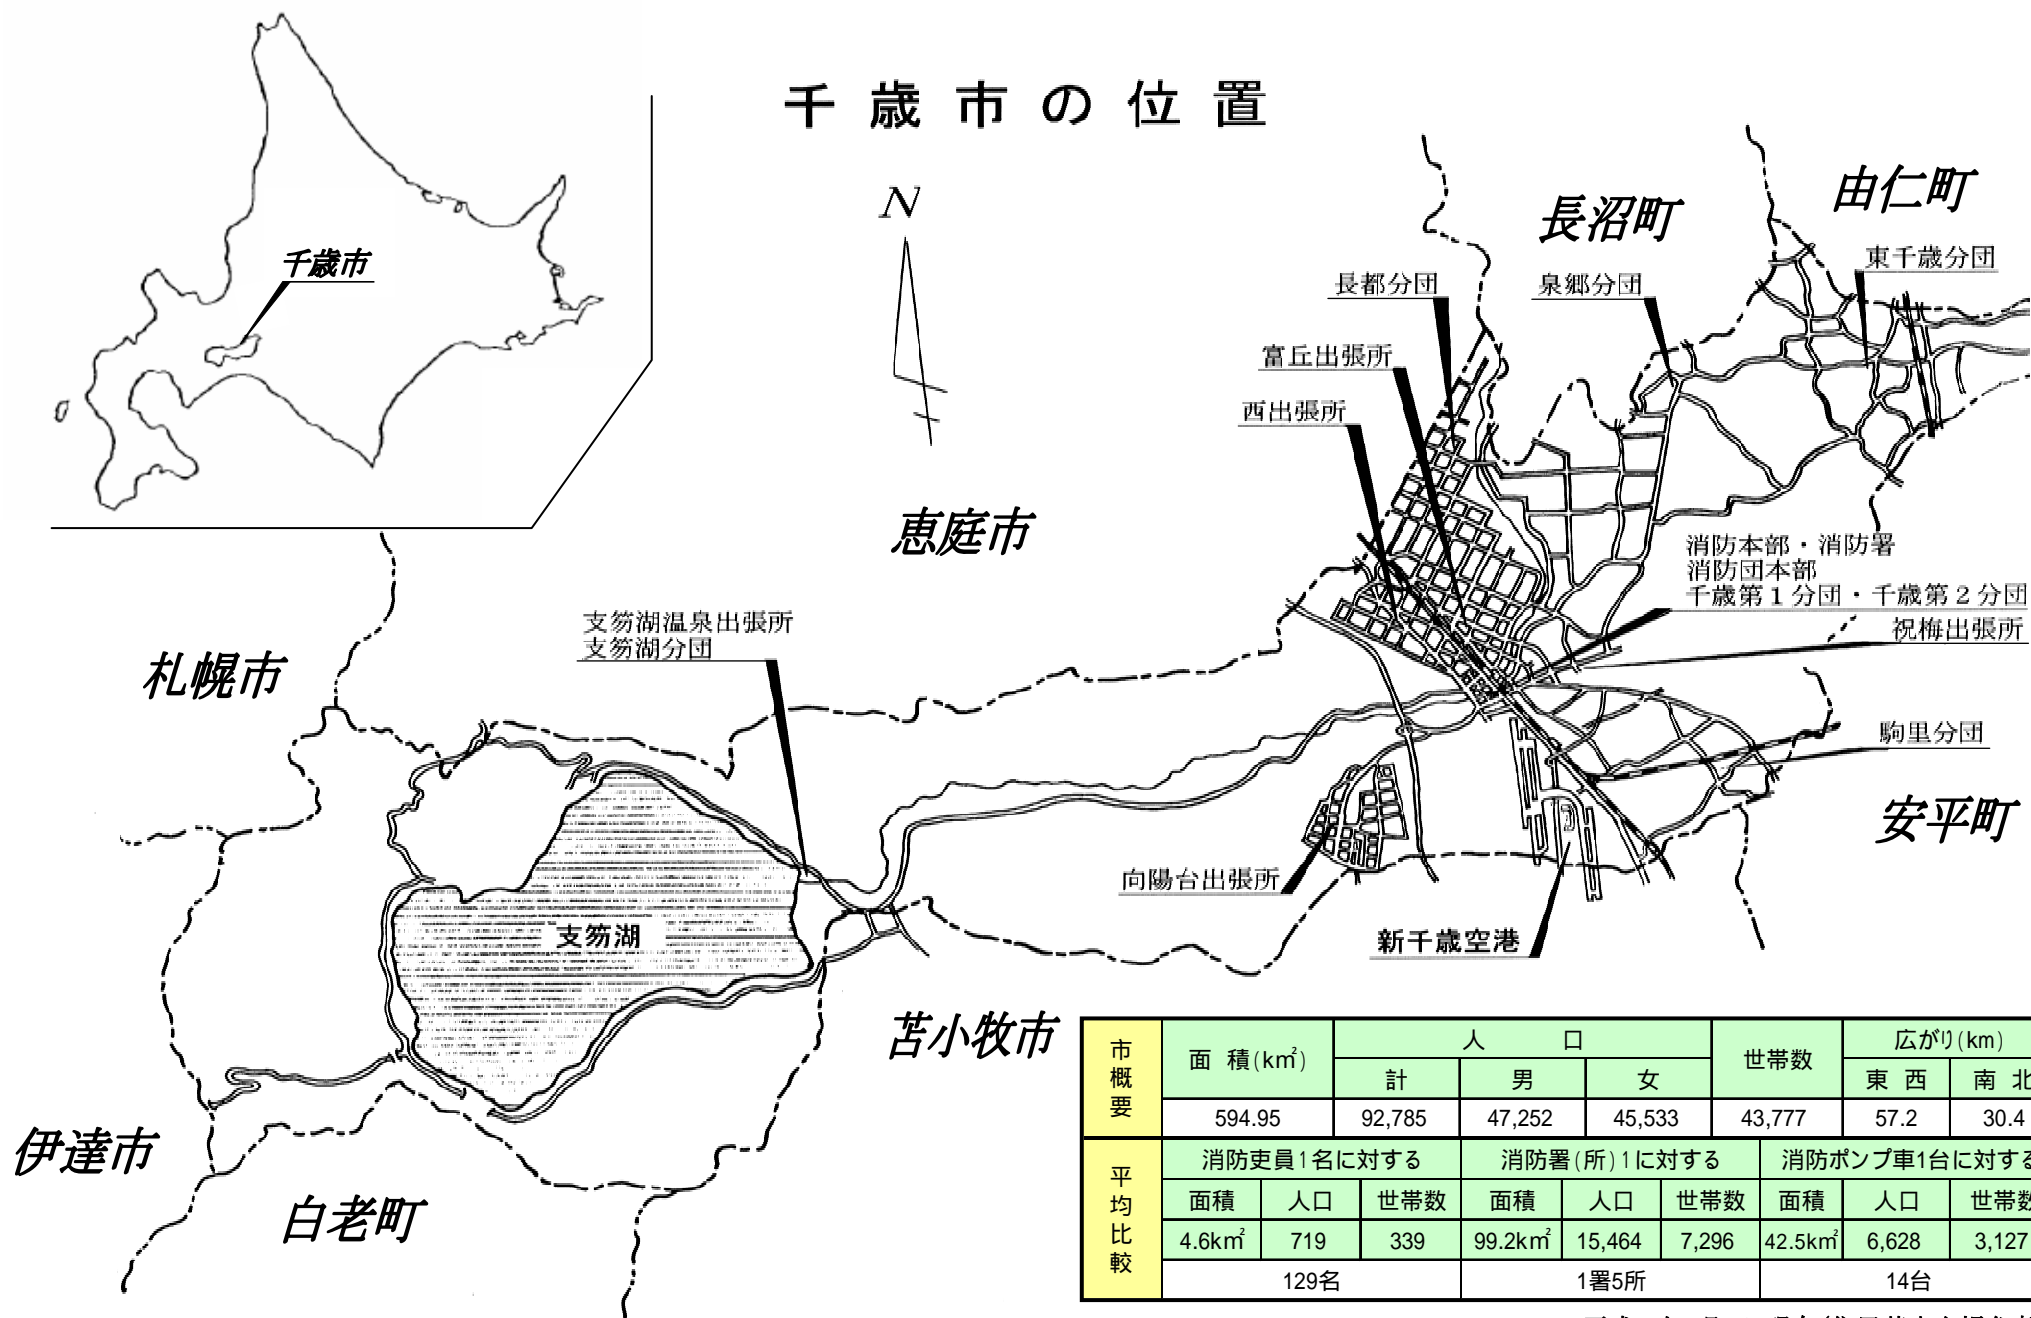 千歳市の位置
N
千歳市
由仁町
長沼町
東千歳分団
長都分団
泉郷分団
富丘出張所
西出張所
恵庭市
消防本部・消防署
消防団本部
千歳第1分団・千歳第2分団
祝梅出張所
支笏湖温泉出張所
支笏湖分団
札幌市
駒里分団
安平町
向陽台出張所
支笏湖
新千歳空港
苫小牧市
伊達市
白老町
市概要
面 積(k㎡)
人 口
世帯数
広がり(km)
計
男
女
東 西
南 北
594.95
92,785
47,252
45,533
43,777
57.2
30.4
平均比較
消防吏員1名に対する
消防署(所)1に対する
消防ポンプ車1台に対する
面積
人口
世帯数
面積
人口
世帯数
面積
人口
世帯数
4.6k㎡
719
339
99.2k㎡
15,464
7,296
42.5k㎡
6,628
3,127
129名
1署5所
14台